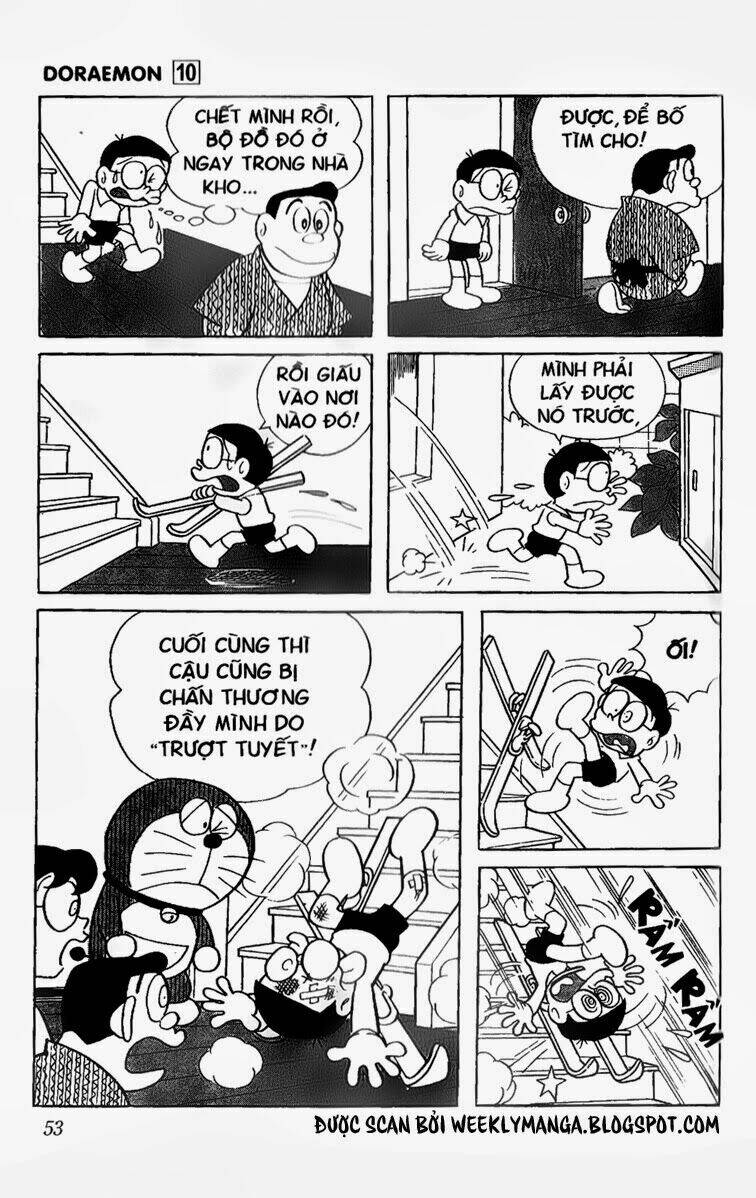 DORAEMON 10
CHẾT MÌNH RỒI,
BỘ ĐỒ ĐÓ Ở
NGAY TRONG NHÀ
KHO...
ĐƯỢC, ĐỂ BỐ
TÌM CHO!
RỒI GIẤU
VÀO NƠI
NÀO ĐÓ!
MÌNH PHẢI
LẤY ĐƯỢC
NÓ TRƯỚC,
CUỐI CÙNG THÌ
CẬU CŨNG BỊ
CHẤN THƯƠNG
ĐẦY MÌNH DO
“TRƯỢT TUYẾT”!
ỐI!
RẦM RẦM
53
ĐƯỢC SCAN BỞI WEEKLYMANGA.BLOGSPOT.COM